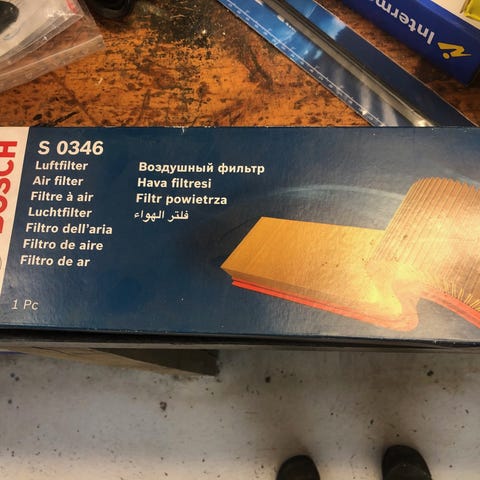 BOSCH
S 0346
Luftfilter
Air filter
Filtre à air
Luchtfilter
Filtro dell'aria
Filtro de aire
Filtro de ar
Воздушный фильтр
Hava filtresi
Filtr powietrza
فلتر الهواء
1 Pc